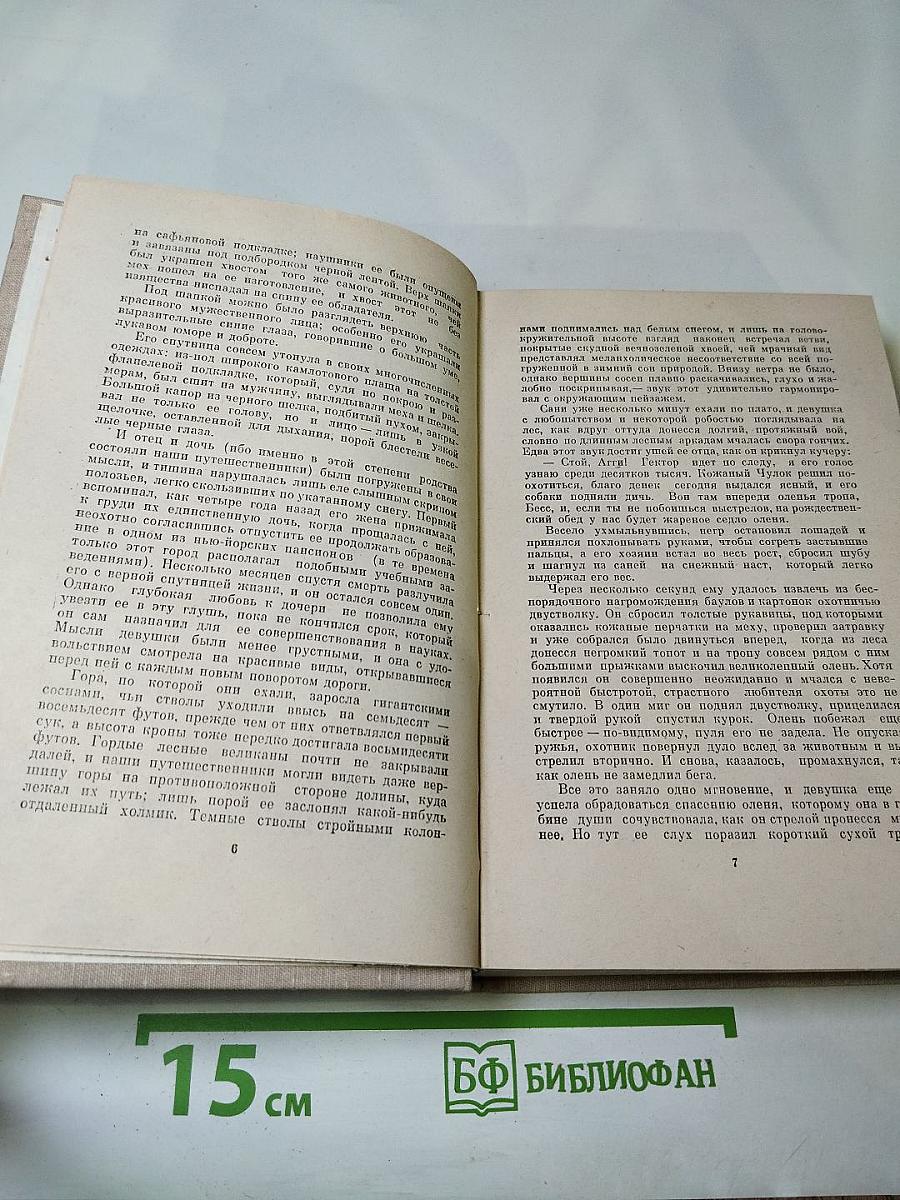 на сафьяновой подкладке; наушники ее были опущены
и завязаны под подбородком черной лентой. Верх шапки
был украшен хвостом того же самого животного, чей
мех пошел на ее изготовление, и хвост этот не без
изящества ниспадал на спину ее обладателя.
Под шапкой можно было разглядеть верхнюю часть
красивого мужественного лица; особенно его украшали
выразительные синие глаза, говорившие о большом уме,
лукавом юморе и доброте.
Его спутница совсем утонула в своих многочисленных
одеждах: из-под широкого камлотового плаща на толстой
фланелевой подкладке, который, судя по покрою и раз-
мерам, был сшит на мужчину, выглядывали меха и шелка.
Большой капор из черного шелка, подбитый пухом, закры-
вал не только ее голову, но и лицо — лишь в узкой
щелочке, оставленной для дыхания, порой блестели весе-
лые черные глаза.
И отец и дочь (ибо именно в этой степени родства
состояли наши путешественники) были погружены в свои
мысли, и тишина нарушалась лишь еле слышным скрипом
полозьев, легко скользивших по укатанному снегу. Первый
вспоминал, как четыре года назад его жена прижимала
к груди их единственную дочь, когда прощалась с ней,
неохотно согласившись отпустить ее продолжать образова-
ние в одном из нью-йорских пансионов (в те времена
только этот город располагал подобными учебными за-
ведениями). Несколько месяцев спустя смерть разлучила
его с верной спутницей жизни, и он остался совсем один.
Однако глубокая любовь к дочери не позволила ему
увезти ее в эту глушь, пока не кончился срок, который
он сам назначил для ее совершенствования в науках.
Мысли девушки были менее грустными, и она с удо-
вольствием смотрела на красивые виды, открывавшиеся
перед ней с каждым новым поворотом дороги.
Гора, по которой они ехали, заросла гигантскими
соснами, чьи стволы уходили ввысь на семьдесят —
восемьдесят футов, прежде чем от них ответвлялся первый
сук, а высота кроны тоже нередко достигала восьмидесяти
футов. Гордые лесные великаны почти не закрывали
далей, и наши путешественники могли видеть даже вер-
шину горы на противоположной стороне долины, куда
лежал их путь; лишь порой ее заслонял какой-нибудь
отдаленный холмик. Темные стволы стройными колон-
6
нами поднимались над белым снегом, и лишь на голово-
кружительной высоте взгляд наконец встречал ветви,
покрытые скудной вечнозеленой хвоей, чей мрачный вид
представлял меланхолическое несоответствие со всей по-
груженной в зимний сон природой. Внизу ветра не было,
однако вершины сосен плавно раскачивались, глухо и жа-
лобно поскрипывая,— звук этот удивительно гармониро-
вал с окружающим пейзажем.
Сани уже несколько минут ехали по плато, и девушка
с любопытством и некоторой робостью поглядывала на
лес, как вдруг оттуда донесся долгий, протяжный вой,
словно по длинным лесным аркадам мчалась свора гончих.
Едва этот звук достиг ушей ее отца, как он крикнул кучеру:
— Стой, Агги! Гектор идет по следу, я его голос
узнаю среди десятков тысяч. Кожаный Чулок решил по-
охотиться, благо денек сегодня выдался ясный, и его
собаки подняли дичь. Вон там впереди оленья тропа,
Бесс, и, если ты не побоишься выстрелов, на рождествен-
ский обед у нас будет жареное седло оленя.
Весело ухмыльнувшись, негр остановил лошадей и
принялся похлопывать руками, чтобы согреть застывшие
пальцы, а его хозяин встал во весь рост, сбросил шубу
и шагнул из саней на снежный наст, который легко
выдержал его вес.
Через несколько секунд ему удалось извлечь из бес-
порядочного нагромождения баулов и картонок охотничью
двустволку. Он сбросил толстые рукавицы, под которыми
оказались кожаные перчатки на меху, проверил затравку
и уже собрался было двинуться вперед, когда из леса
донесся негромкий топот и на тропу совсем рядом с ним
большими прыжками выскочил великолепный олень. Хотя
появился он совершенно неожиданно и мчался с неве-
роятной быстротой, страстного любителя охоты это не
смутило. В один миг он поднял двустволку, прицелился
и твердой рукой спустил курок. Олень побежал еще
быстрее — по-видимому, пуля его не задела. Не опуская
ружья, охотник повернул дуло вслед за животным и вы
стрелил вторично. И снова, казалось, промахнулся, та
как олень не замедлил бега.
Все это заняло одно мгновение, и девушка еще
успела обрадоваться спасению оленя, которому она в г
бине души сочувствовала, как он стрелой пронесся м
нее. Но тут ее слух поразил короткий сухой тр
7
15 см
БФ БИБЛИОФАН